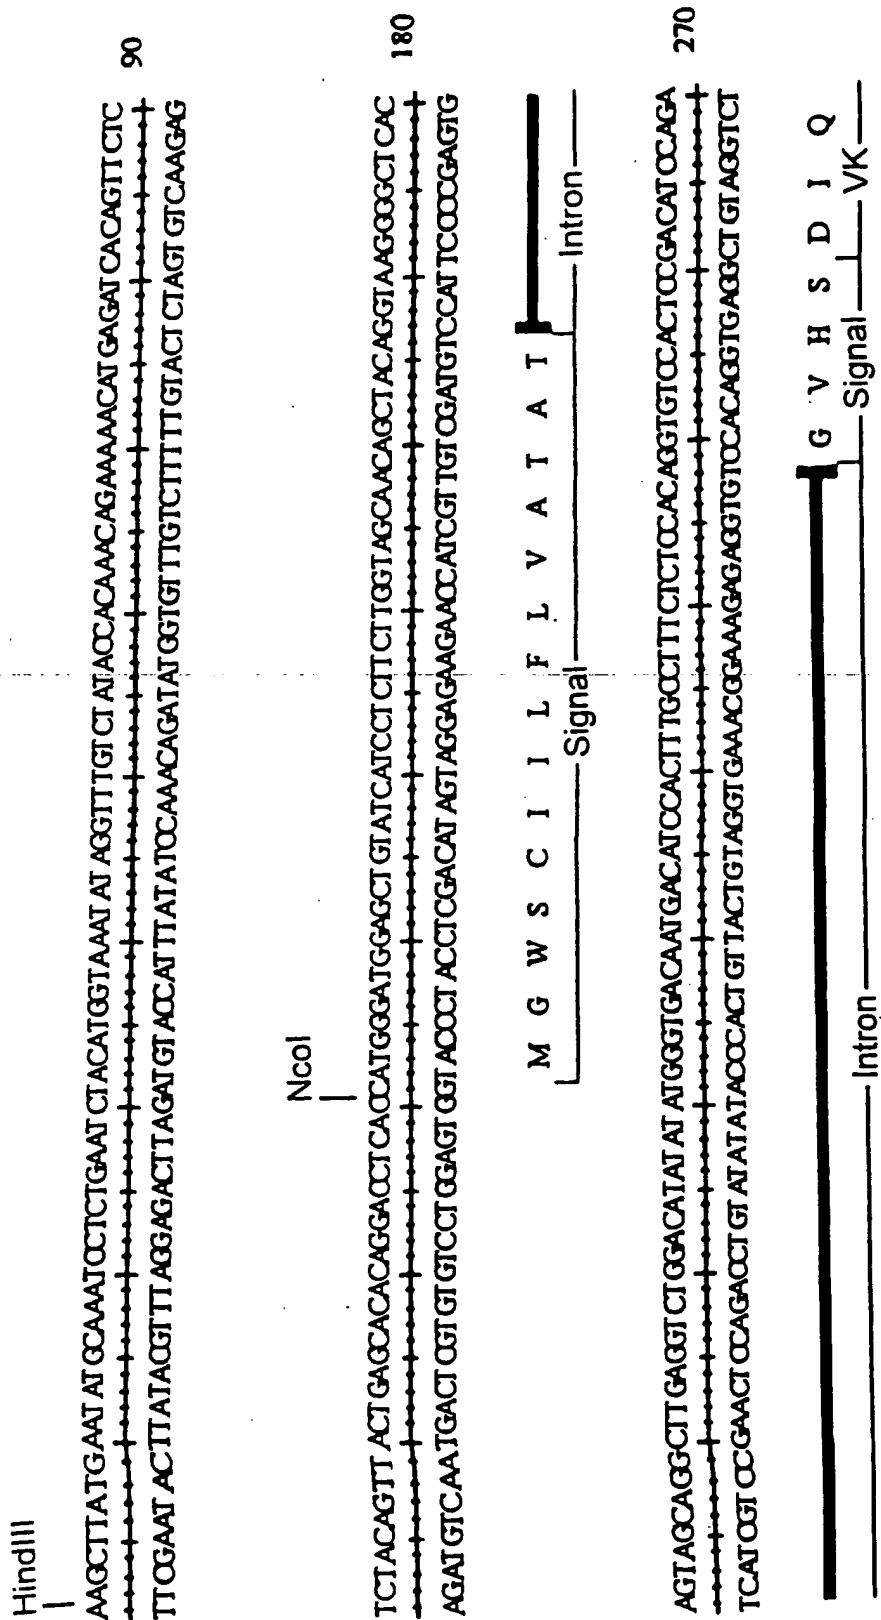 HindIII
AAGCTTATGAATATGCAAATCCTCTGAATCTACATGGTAAATATAGGTTTGTCTATACCACAAACAGAAAAACATGAGATCACAGTTCTC
90
TTCGAATACTTATACGTTTAGGAGACTTAGATGTACCATTTATATCCAAACAGATATGGTGTTTGTCTTTTTGTACTCTAGTGTCAAGAG
NcoI
TCTACAGTTACTGAGCACACAGGACCTCACCATGGGATGGAGCTGTATCATCCTCTTCTTGGTAGCAACAGCTACAGGTAAGGGGCTCAC
180
AGATGTCAATGACTCGTGTGTCCTGGAGTGGTACCCTACCTCGACATAGTAGGAGAAGAACCATCGTTGTCGATGTCCATTCCCCGAGTG
M G W S C I I L F L V A T A T
Signal Intron
AGTAGCAGGCTTGAGGTCTGGACATATATATGGGTGACAATGACATCCACTTTGCCTTTCTCTCCACAGGTGTCCACTCCGACATCCAGA
270
TCATCGTCCGAACTCCAGACCTGTATATATACCCACTGTTACTGTAGGTGAAACGGAAAGAGAGGTGTCCACAGGTGAGGCTGTAGGTCT
G V H S D I Q
Intron Signal VK